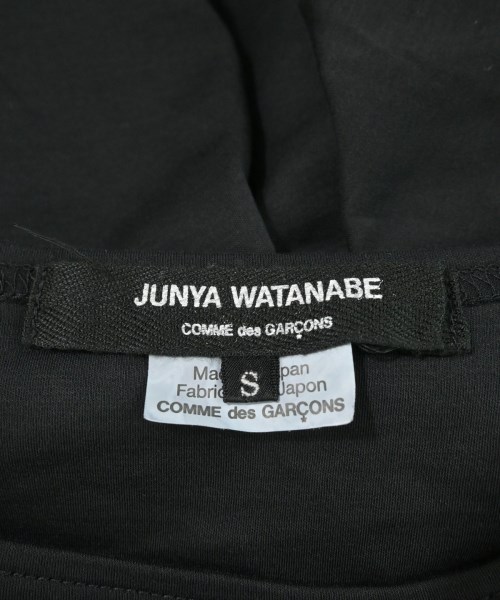 JUNYA WATANABE
COMME des GARÇONS
S
Japon
COMME des GARÇONS